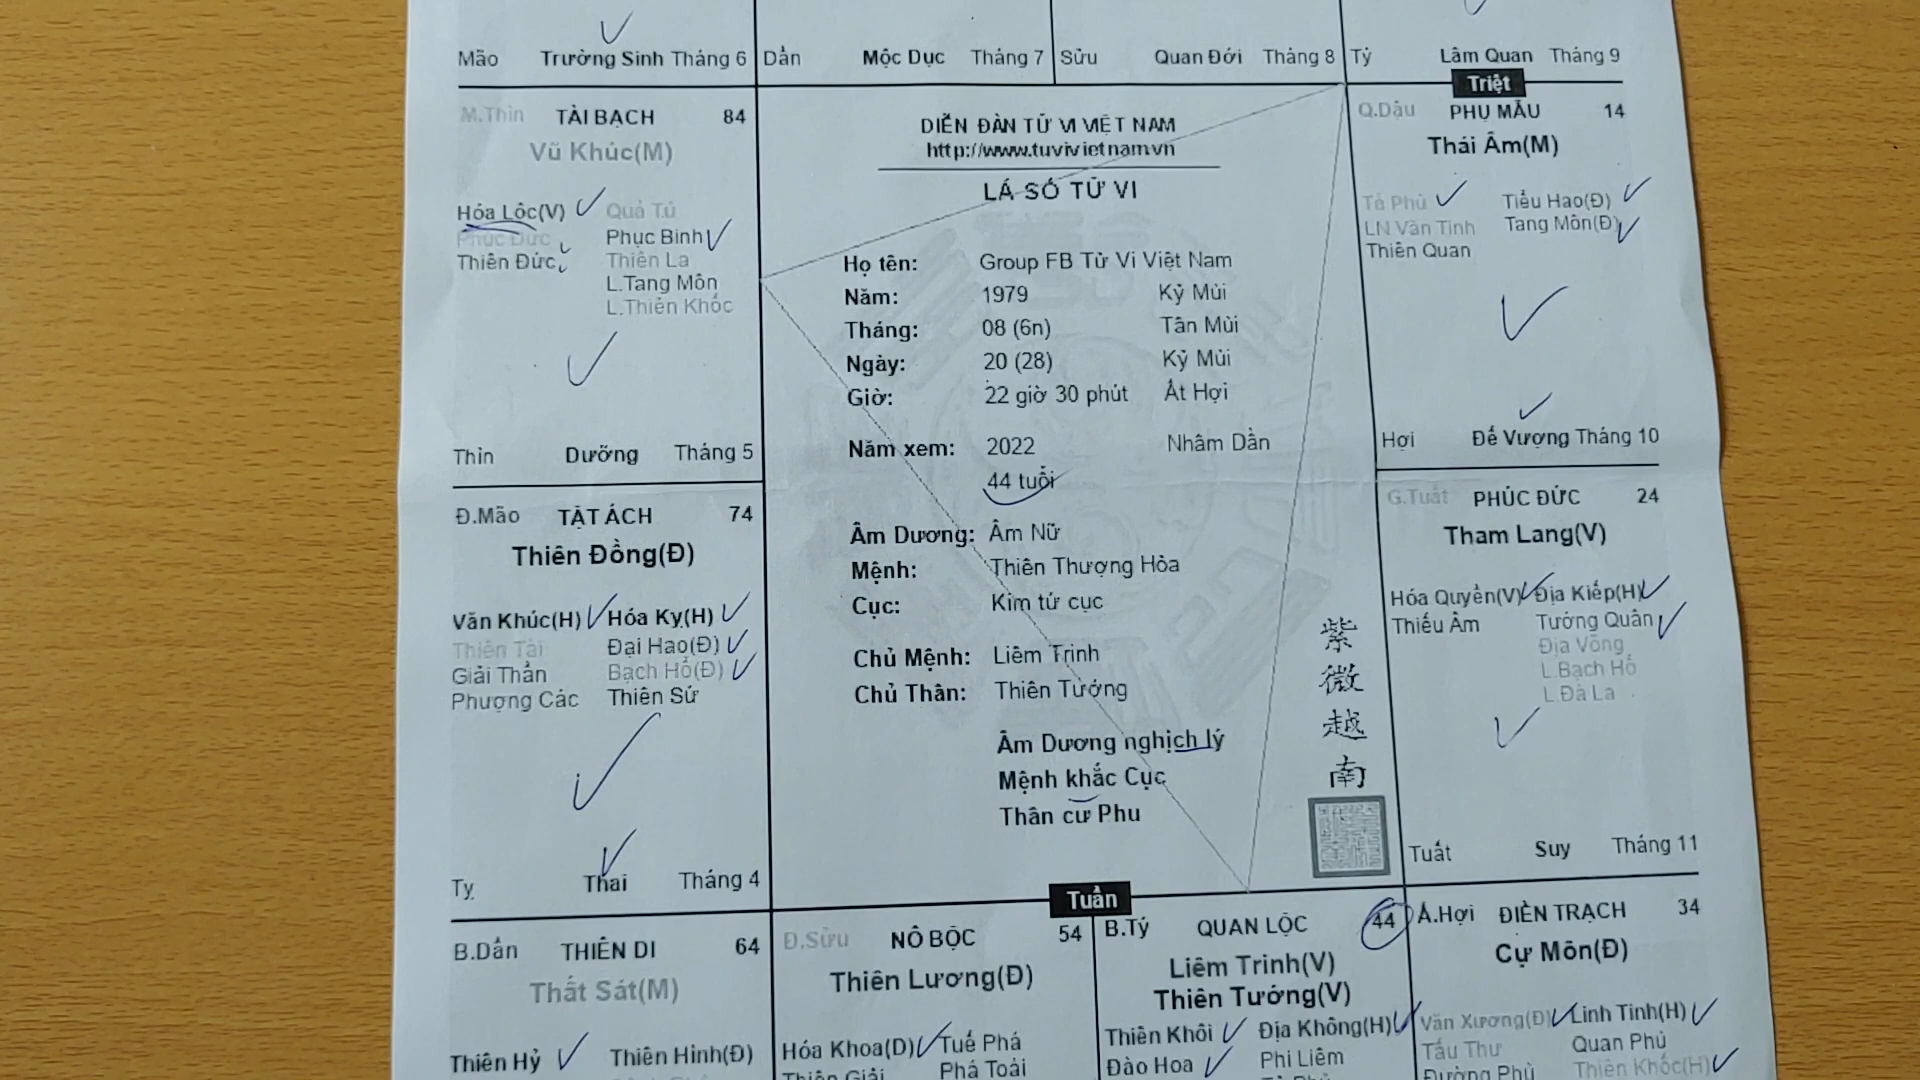 Mão Trường Sinh Tháng 6
Dần Mộc Dục Tháng 7
Sửu Quan Đới Tháng 8
Tý Lâm Quan Tháng 9
Triệt
M.Thìn TÀI BẠCH 84
Vũ Khúc(M)
Hóa Lộc(V) Quả Tú
Phúc Đức Phục Binh
Thiên Đức Thiên La
L.Tang Môn
L.Thiên Khốc
Thìn Dưỡng Tháng 5
DIỄN ĐÀN TỬ VI VIỆT NAM
http://www.tuvivietnam.vn
LÁ SỐ TỬ VI
Họ tên: Group FB Tử Vi Việt Nam
Năm: 1979 Kỷ Mùi
Tháng: 08 (6n) Tân Mùi
Ngày: 20 (28) Kỷ Mùi
Giờ: 22 giờ 30 phút Ất Hợi
Năm xem: 2022 Nhâm Dần
44 tuổi
Âm Dương: Âm Nữ
Mệnh: Thiên Thượng Hỏa
Cục: Kim tứ cục
Chủ Mệnh: Liêm Trinh
Chủ Thân: Thiên Tướng
Âm Dương nghịch lý
Mệnh khắc Cục
Thân cư Phu
紫微越南
Q.Dậu PHỤ MẪU 14
Thái Âm(M)
Tả Phù Tiểu Hao(Đ)
LN Văn Tinh Tang Môn(Đ)
Thiên Quan
Hợi Đế Vượng Tháng 10
Đ.Mão TẬT ÁCH 74
Thiên Đồng(Đ)
Văn Khúc(H) Hóa Kỵ(H)
Thiên Tài Đại Hao(Đ)
Giải Thần Bạch Hổ(Đ)
Phượng Các Thiên Sứ
Tỵ Thai Tháng 4
G.Tuất PHÚC ĐỨC 24
Tham Lang(V)
Hóa Quyền(V) Địa Kiếp(H)
Thiếu Âm Tướng Quân
Địa Võng
L.Bạch Hổ
L.Đà La
Tuất Suy Tháng 11
Tuần
B.Dần THIÊN DI 64
Thất Sát(M)
Thiên Hỷ Thiên Hình(Đ)
Đ.Sửu NÔ BỘC 54
Thiên Lương(Đ)
Hóa Khoa(D) Tuế Phá
Thiên Giải Phá Toái
B.Tý QUAN LỘC 44
Liêm Trinh(V)
Thiên Tướng(V)
Thiên Khôi Địa Không(H)
Đào Hoa Phi Liêm
Ấ.Hợi ĐIỀN TRẠCH 34
Cự Môn(Đ)
Văn Xương(Đ) Linh Tinh(H)
Tấu Thư Quan Phủ
Đường Phù Thiên Khốc(H)